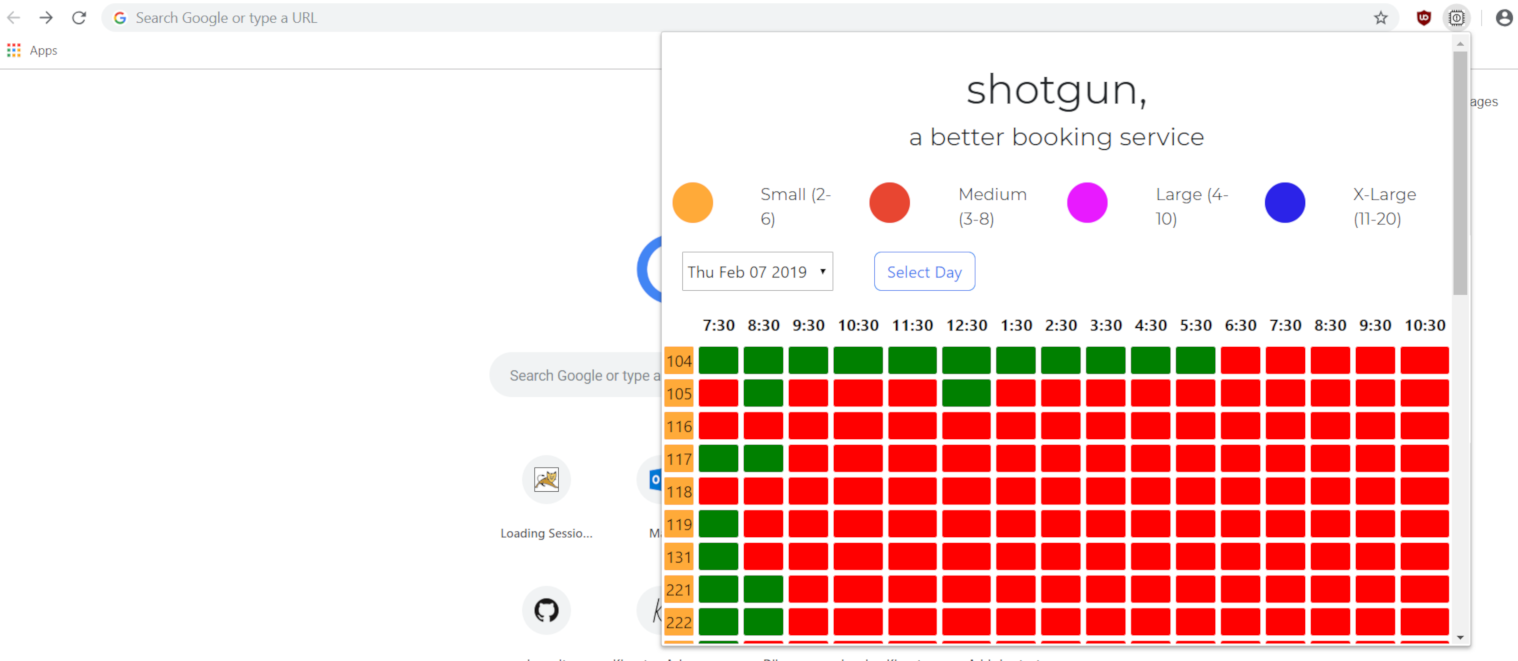 Search Google or type a URL
Apps
shotgun,
a better booking service
ages
Small (2-
6)
Medium
(3-8)
Large (4-
10)
X-Large
(11-20)
Thu Feb 07 2019
Select Day
7:30 8:30 9:30 10:30 11:30 12:30 1:30 2:30 3:30 4:30 5:30 6:30 7:30 8:30 9:30 10:30
104
105
116
117
118
119
131
221
222
Search Google or type a
Loading Sessio...